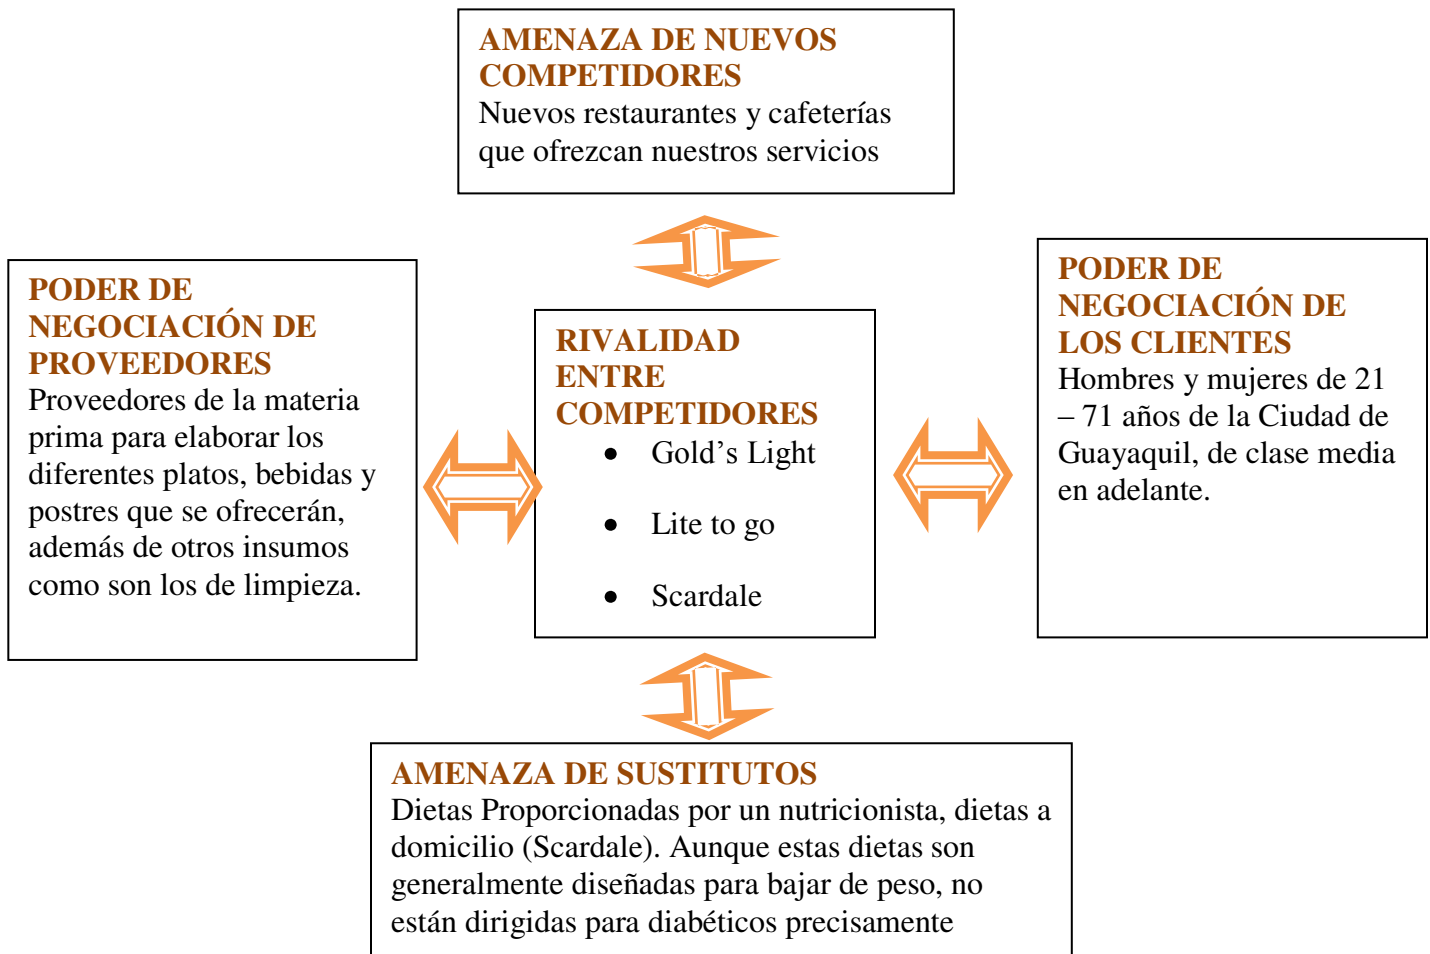 AMENAZA DE NUEVOS
COMPETIDORES
Nuevos restaurantes y cafeterías
que ofrezcan nuestros servicios
PODER DE
NEGOCIACIÓN DE
PROVEEDORES
Proveedores de la materia
prima para elaborar los
diferentes platos, bebidas y
postres que se ofrecerán,
además de otros insumos
como son los de limpieza.
RIVALIDAD
ENTRE
COMPETIDORES
• Gold’s Light
• Lite to go
• Scardale
PODER DE
NEGOCIACIÓN DE
LOS CLIENTES
Hombres y mujeres de 21
– 71 años de la Ciudad de
Guayaquil, de clase media
en adelante.
AMENAZA DE SUSTITUTOS
Dietas Proporcionadas por un nutricionista, dietas a
domicilio (Scardale). Aunque estas dietas son
generalmente diseñadas para bajar de peso, no
están dirigidas para diabéticos precisamente